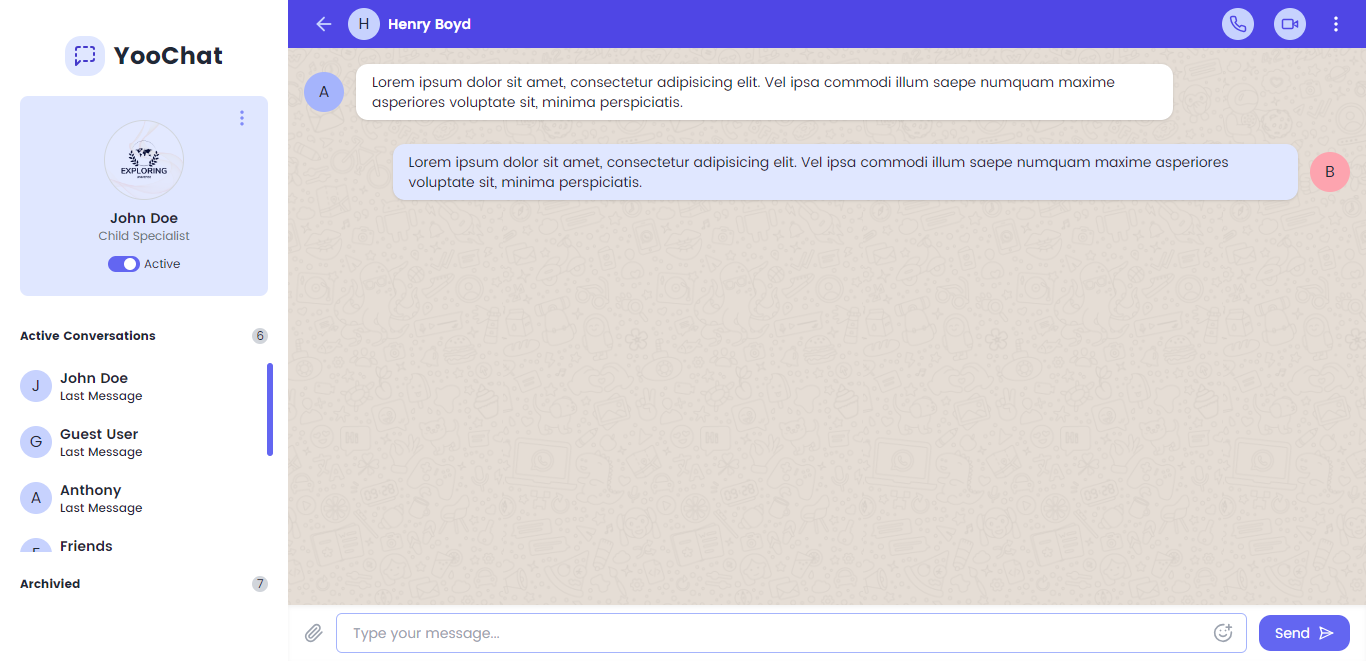 YooChat
EXPLORING
John Doe
Child Specialist
Active
Active Conversations 6
J John Doe
Last Message
G Guest User
Last Message
A Anthony
Last Message
Friends
Archivied 7
H Henry Boyd
A Lorem ipsum dolor sit amet, consectetur adipisicing elit. Vel ipsa commodi illum saepe numquam maxime
asperiores voluptate sit, minima perspiciatis.
Lorem ipsum dolor sit amet, consectetur adipisicing elit. Vel ipsa commodi illum saepe numquam maxime asperiores
voluptate sit, minima perspiciatis.
B
Type your message...
Send